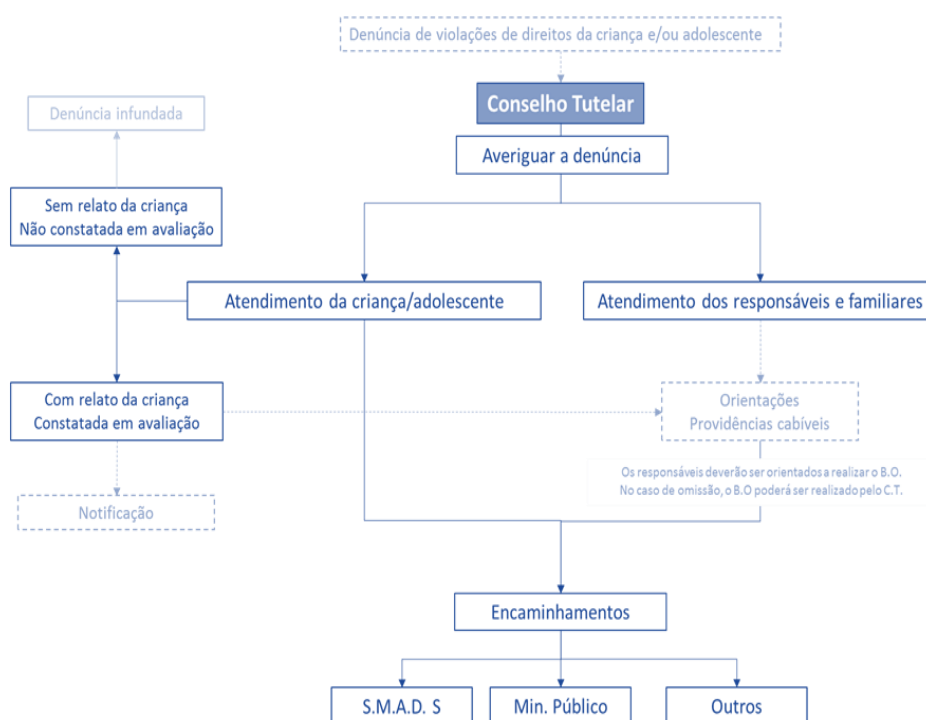 Denúncia de violações de direitos da criança e/ou adolescente
Conselho Tutelar
Denúncia infundada
Averiguar a denúncia
Sem relato da criança
Não constatada em avaliação
Atendimento da criança/adolescente
Atendimento dos responsáveis e familiares
Com relato da criança
Constatada em avaliação
Orientações
Providências cabíveis
Os responsáveis deverão ser orientados a realizar o B.O.
No caso de omissão, o B.O poderá ser realizado pelo C.T.
Notificação
Encaminhamentos
S.M.A.D. S
Min. Público
Outros